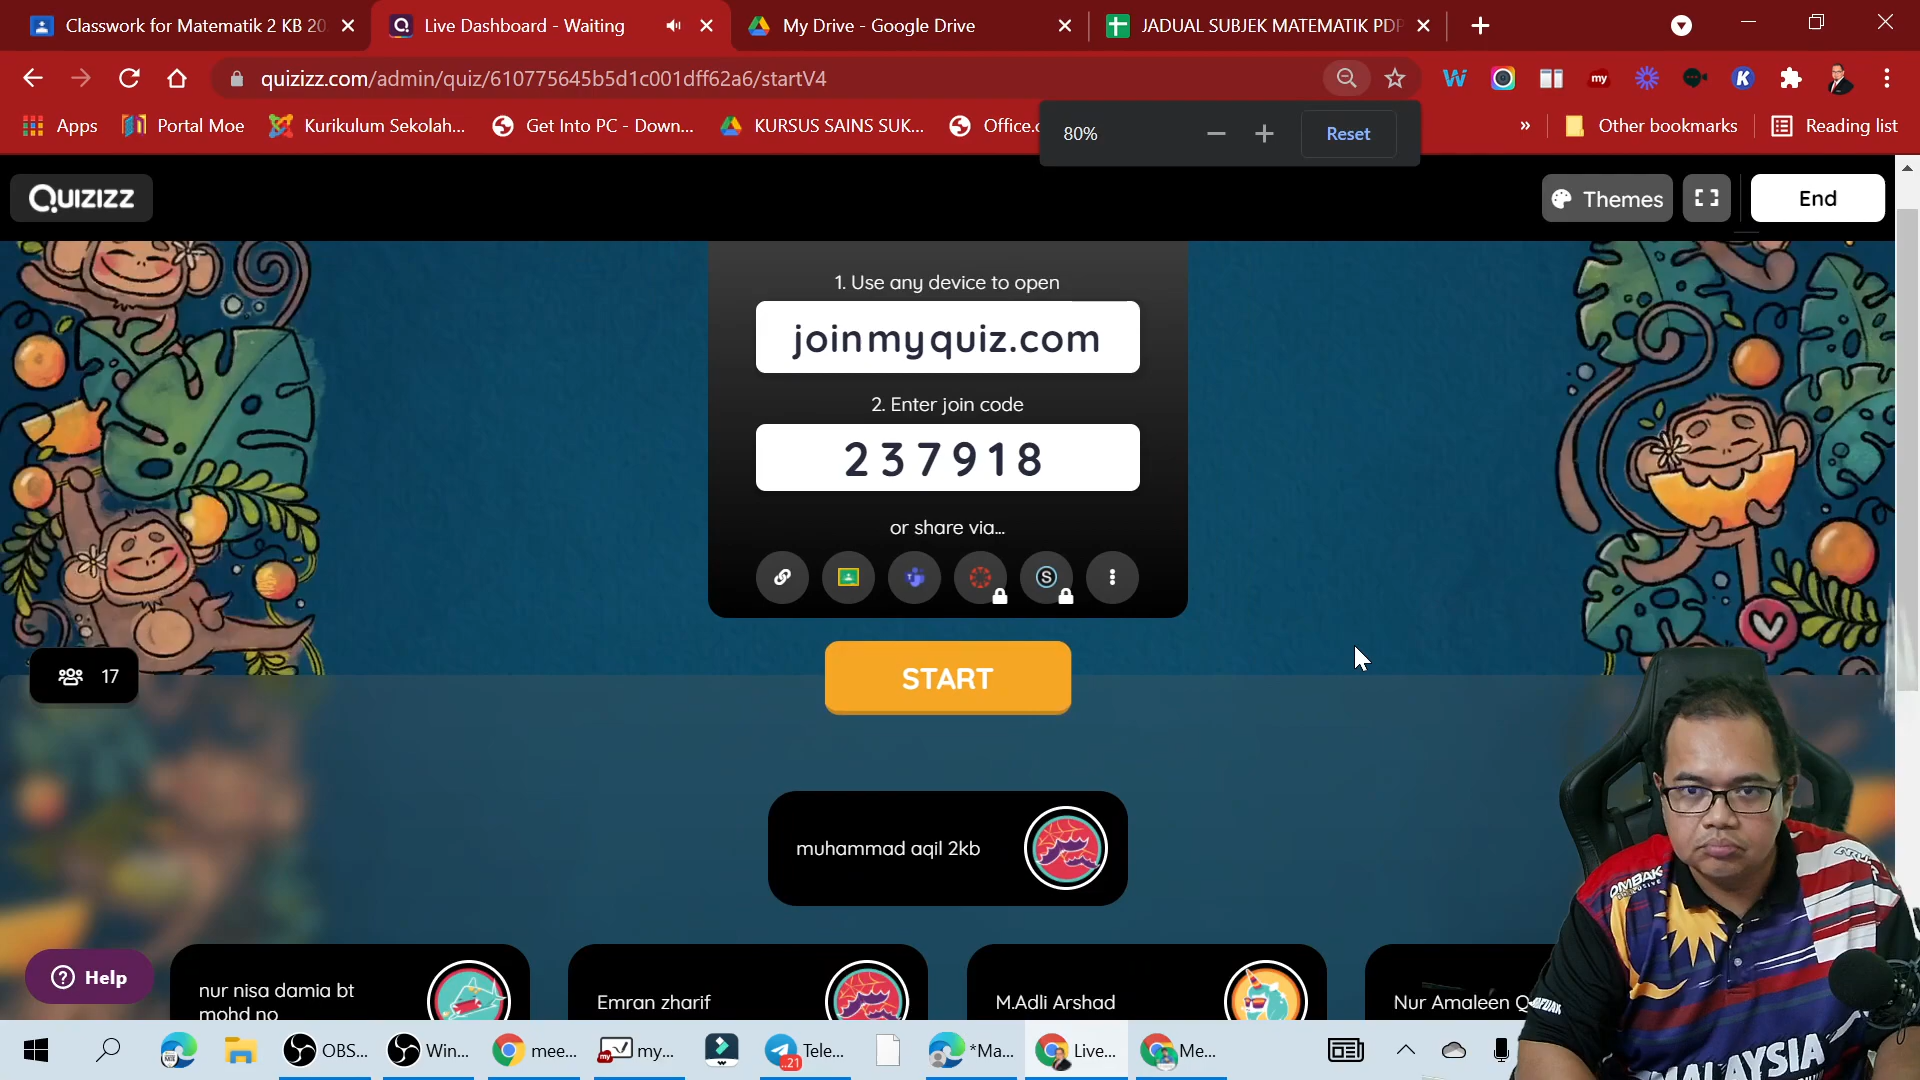 Classwork for Matematik 2 KB 20
Live Dashboard - Waiting
My Drive - Google Drive
JADUAL SUBJEK MATEMATIK PDP
quizizz.com/admin/quiz/610775645b5d1c001dff62a6/startV4
Apps
Portal Moe
Kurikulum Sekolah...
Get Into PC - Down...
KURSUS SAINS SUK...
Office.c
Other bookmarks
Reading list
80%
Reset
Quizizz
Themes
End
1. Use any device to open
joinmyquiz.com
2. Enter join code
237918
or share via...
17
START
muhammad aqil 2kb
nur nisa damia bt
mohd no
Emran zharif
M.Adli Arshad
Nur Amaleen Q
Help
OMBAK
MALAYSIA
OBS...
Win...
mee...
my...
Tele...
*Ma...
Live...
Me...